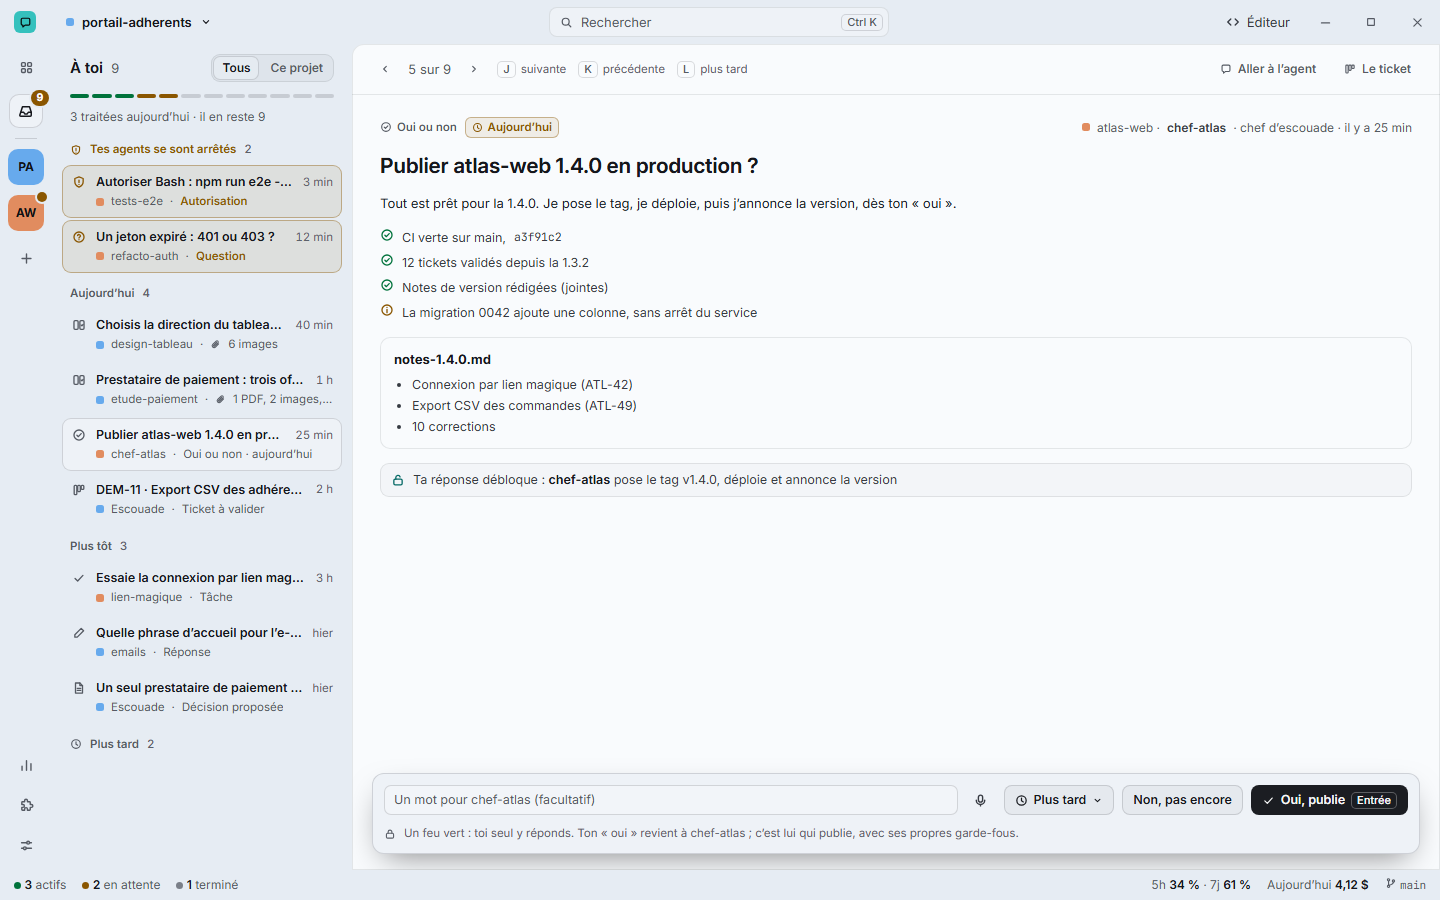 portail-adherents
Rechercher
Ctrl K
Éditeur
À toi 9
Tous
Ce projet
3 traitées aujourd’hui · il en reste 9
9
PA
AW
Tes agents se sont arrêtés 2
Autoriser Bash : npm run e2e -... 3 min
tests-e2e · Autorisation
Un jeton expiré : 401 ou 403 ? 12 min
refacto-auth · Question
Aujourd’hui 4
Choisis la direction du tablea... 40 min
design-tableau · 6 images
Prestataire de paiement : trois of... 1 h
etude-paiement · 1 PDF, 2 images,...
Publier atlas-web 1.4.0 en pr... 25 min
chef-atlas · Oui ou non · aujourd’hui
DEM-11 · Export CSV des adhére... 2 h
Escouade · Ticket à valider
Plus tôt 3
Essaie la connexion par lien mag... 3 h
lien-magique · Tâche
Quelle phrase d’accueil pour l’e-... hier
emails · Réponse
Un seul prestataire de paiement ... hier
Escouade · Décision proposée
Plus tard 2
5 sur 9
J suivante K précédente L plus tard
Aller à l’agent
Le ticket
Oui ou non
Aujourd’hui
atlas-web · chef-atlas · chef d’escouade · il y a 25 min
Publier atlas-web 1.4.0 en production ?
Tout est prêt pour la 1.4.0. Je pose le tag, je déploie, puis j’annonce la version, dès ton « oui ».
CI verte sur main, a3f91c2
12 tickets validés depuis la 1.3.2
Notes de version rédigées (jointes)
La migration 0042 ajoute une colonne, sans arrêt du service
notes-1.4.0.md
• Connexion par lien magique (ATL-42)
• Export CSV des commandes (ATL-49)
• 10 corrections
Ta réponse débloque : chef-atlas pose le tag v1.4.0, déploie et annonce la version
Un mot pour chef-atlas (facultatif)
Plus tard
Non, pas encore
Oui, publie Entrée
Un feu vert : toi seul y réponds. Ton « oui » revient à chef-atlas ; c’est lui qui publie, avec ses propres garde-fous.
3 actifs
2 en attente
1 terminé
5h 34 % · 7j 61 %
Aujourd’hui 4,12 $
main